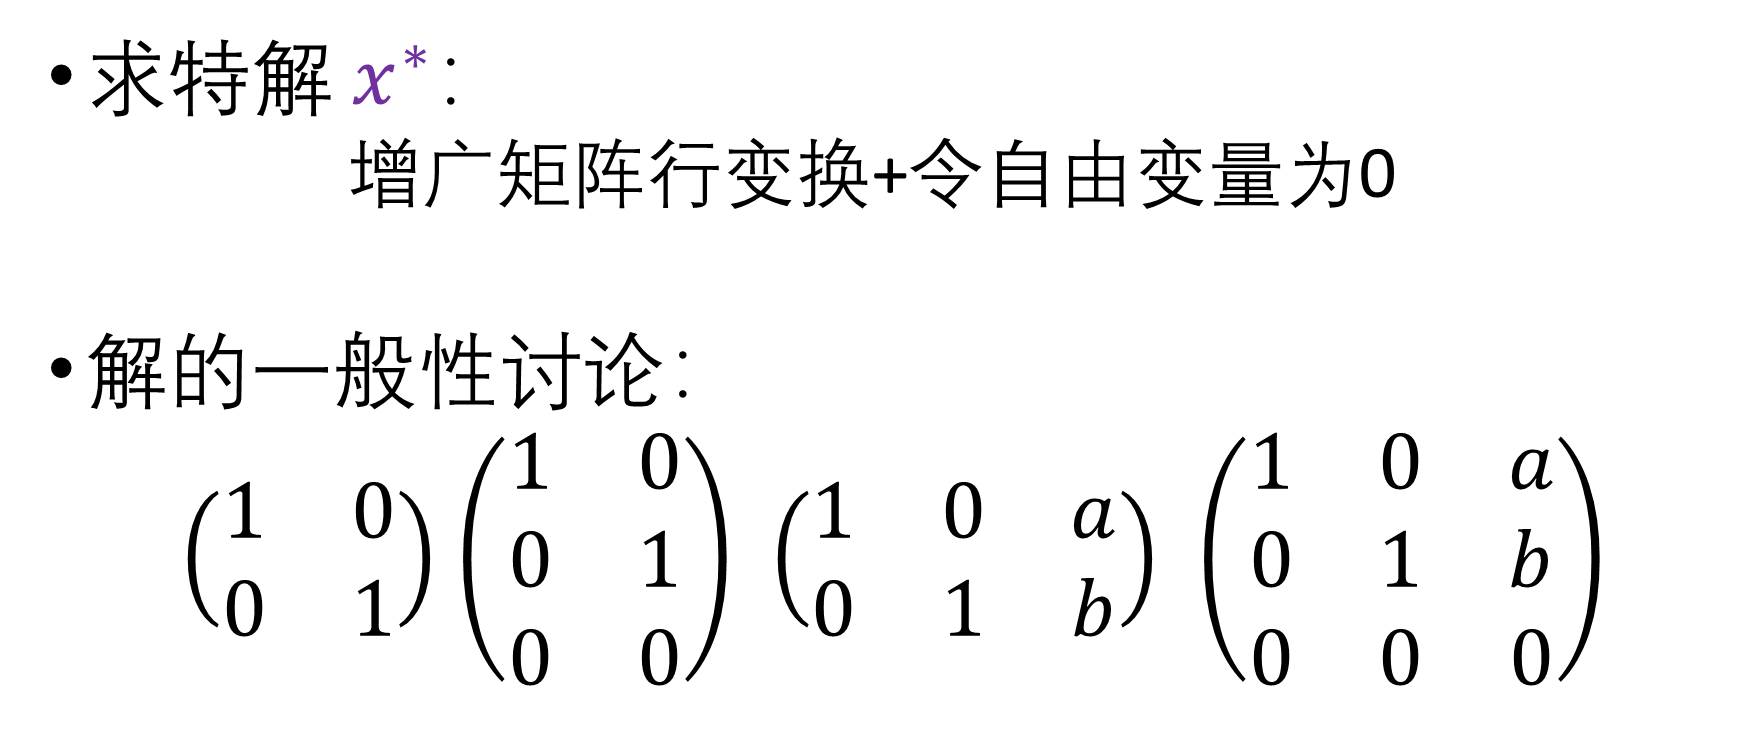 •求特解 x*：
增广矩阵行变换+令自由变量为0
•解的一般性讨论：
(1 0
0 1) (1 0
0 1
0 0) (1 0 a
0 1 b) (1 0 a
0 1 b
0 0 0)